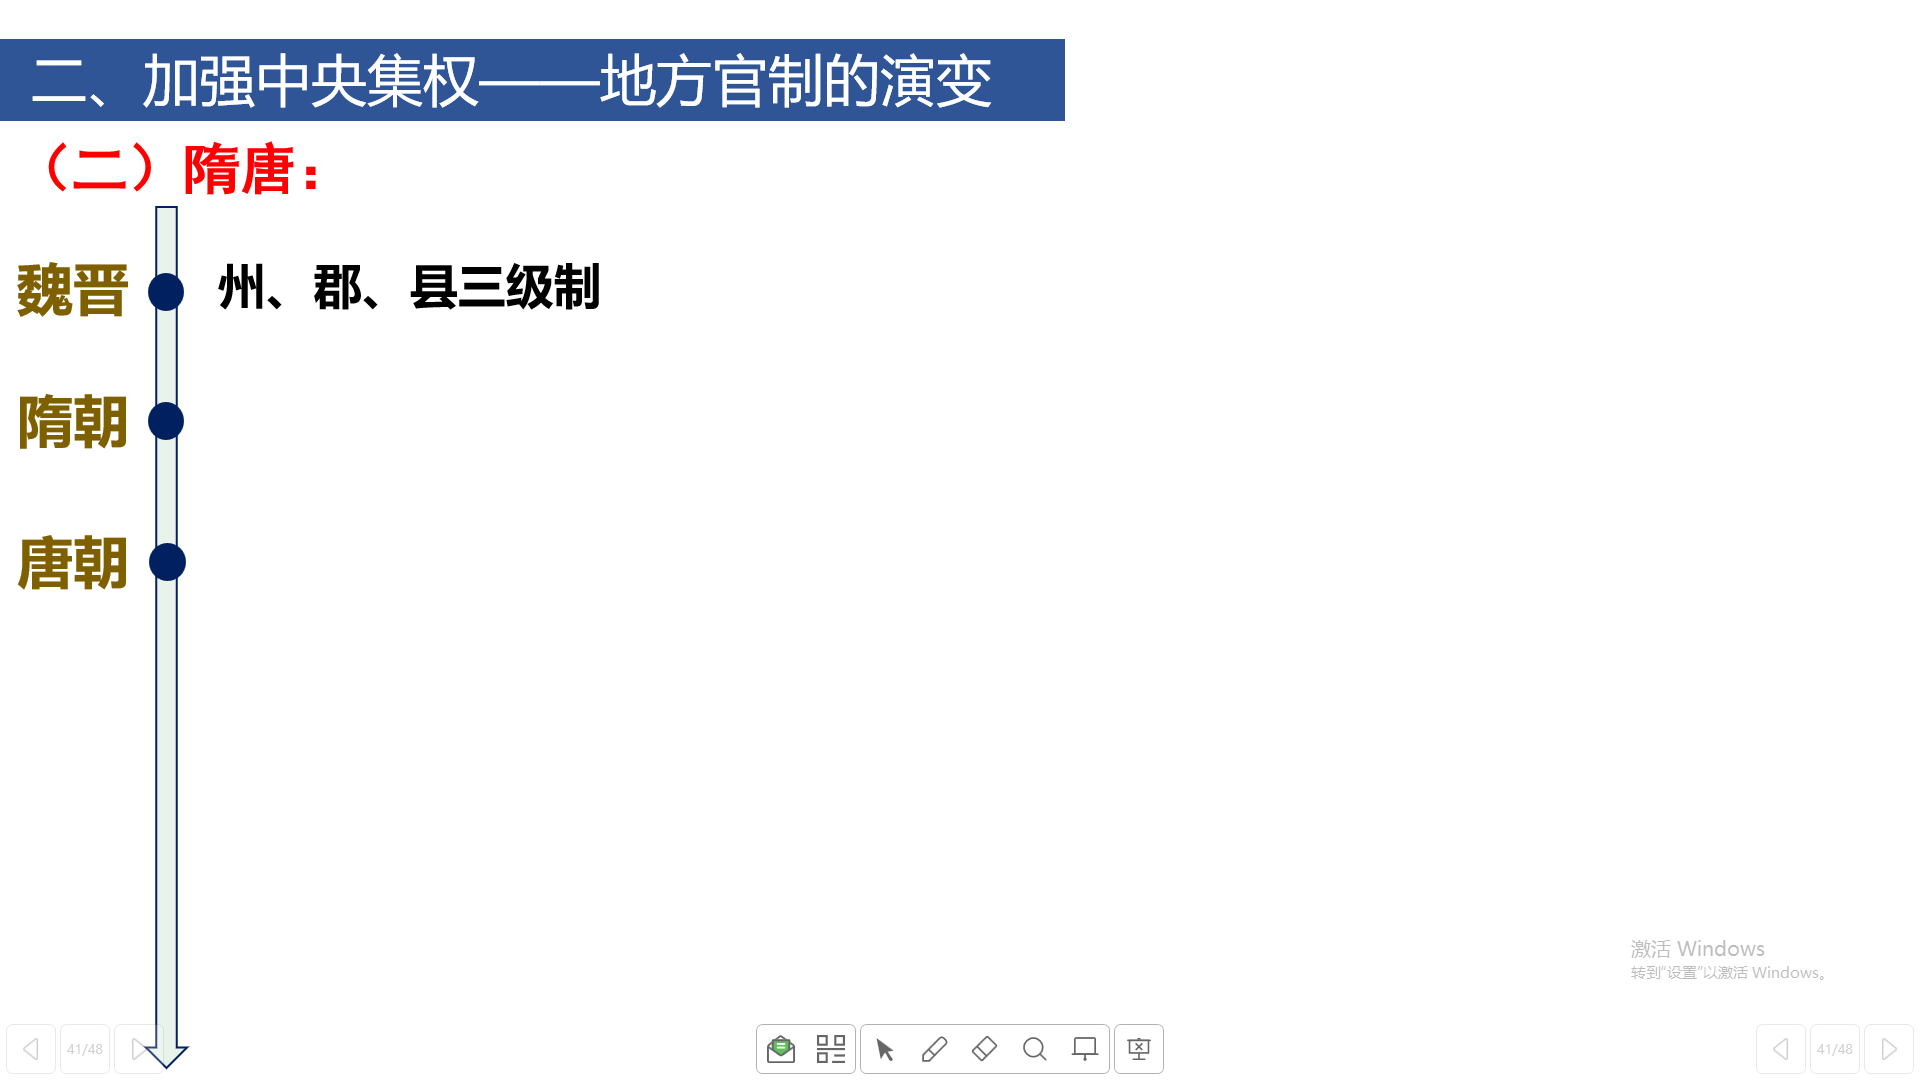 二、加强中央集权——地方官制的演变
（二）隋唐：
魏晋
州、郡、县三级制
隋朝
唐朝
激活 Windows
转到“设置”以激活 Windows。
41/48
41/48